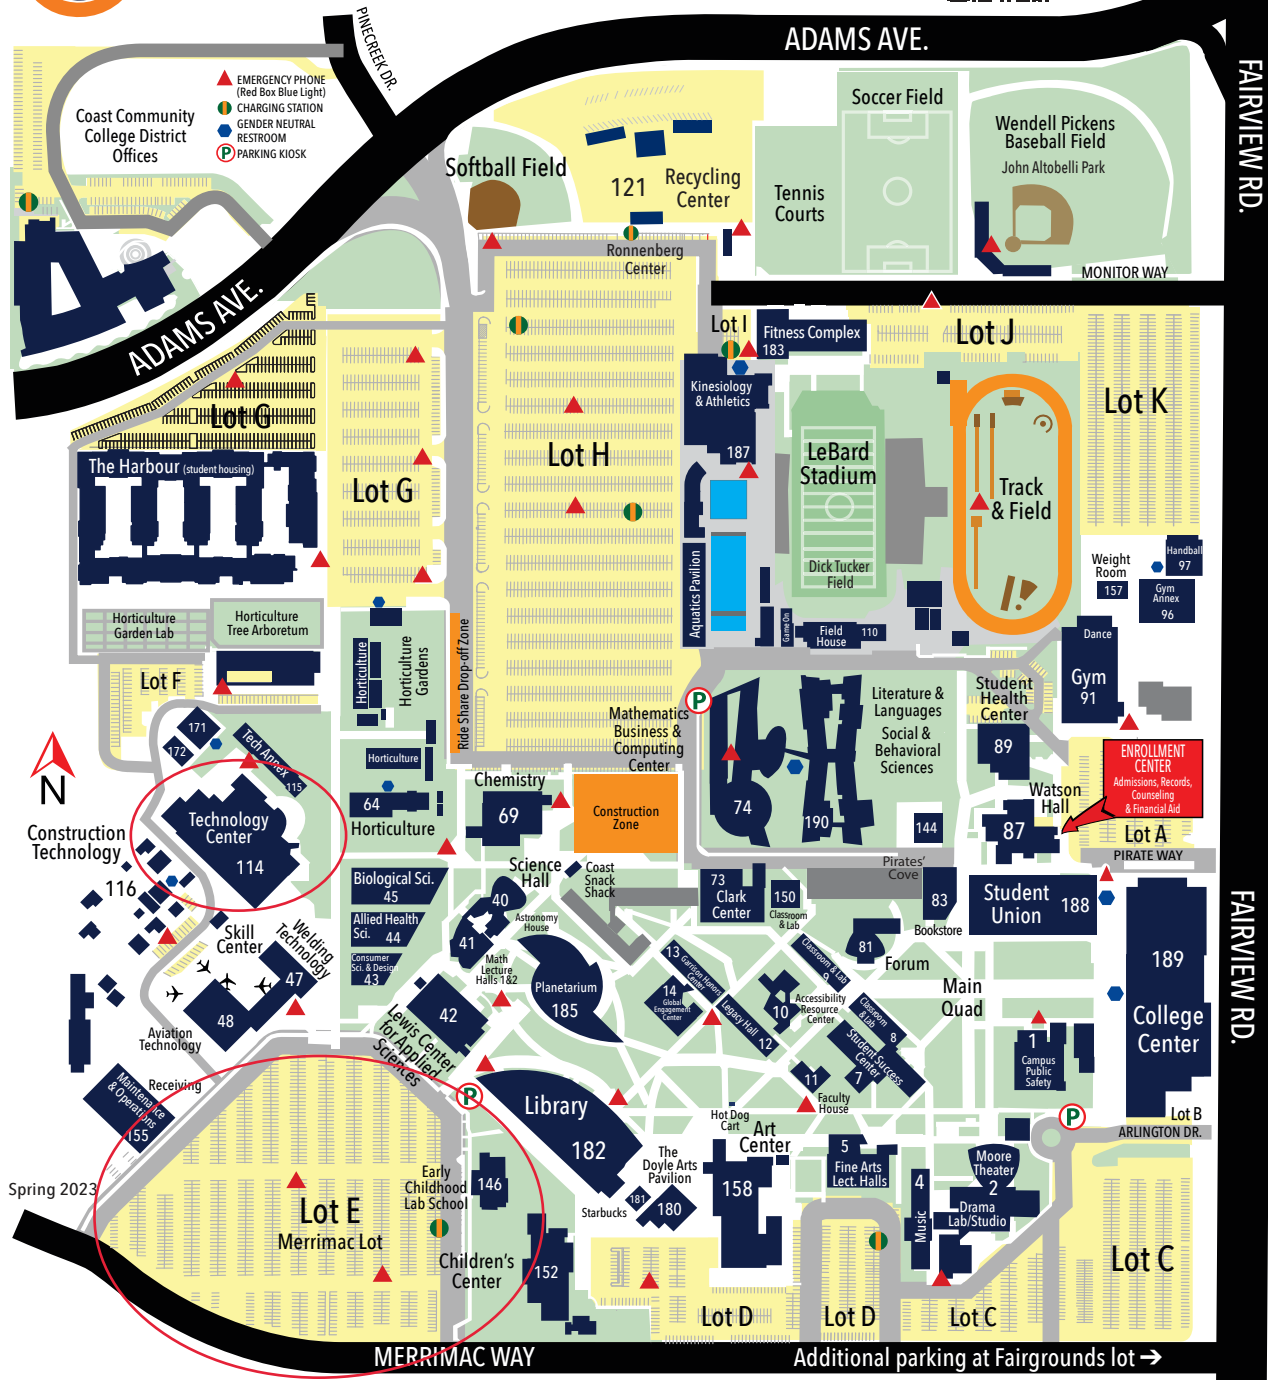 ADAMS AVE.
PINECREEK DR.
FAIRVIEW RD.
EMERGENCY PHONE
(Red Box Blue Light)
CHARGING STATION
GENDER NEUTRAL
RESTROOM
P PARKING KIOSK
Coast Community
College District
Offices
Soccer Field
Wendell Pickens
Baseball Field
John Altobelli Park
Softball Field
121
Recycling
Center
Tennis
Courts
Ronnenberg
Center
MONITOR WAY
ADAMS AVE.
Lot I
Fitness Complex
183
Lot J
Kinesiology
& Athletics
187
Lot K
Lot G
Lot H
LeBard
Stadium
The Harbour (student housing)
Lot G
Track
& Field
Dick Tucker
Field
Aquatics Pavilion
Weight
Room
157
Handball
97
Gym
Annex
96
Horticulture
Garden Lab
Horticulture
Tree Arboretum
Game On
Field
House
110
Dance
Gym
91
Horticulture
Horticulture
Gardens
Ride Share Drop-off Zone
Lot F
P
Mathematics
Business &
Computing
Center
Literature &
Languages
Social &
Behavioral
Sciences
Student
Health
Center
89
171
172
Tech Annex
115
N
Horticulture
64
Horticulture
Chemistry
69
Construction
Zone
74
190
144
Watson
Hall
87
ENROLLMENT
CENTER
Admissions, Records,
Counseling
& Financial Aid
Lot A
PIRATE WAY
Technology
Center
114
Construction
Technology
116
Biological Sci.
45
Science
Hall
40
Coast
Snack
Shack
73
Clark
Center
150
Classroom
& Lab
Pirates'
Cove
83
Bookstore
Student
Union
188
Allied Health
Sci.
44
Astronomy
House
41
Consumer
Sci. & Design
43
Math
Lecture
Halls 1&2
Skill
Center
Welding
Technology
47
48
Aviation
Technology
Planetarium
185
13
Garrison Honors
Center
14
Global
Engagement
Center
Legacy Hall
12
Classroom & Lab
9
10
Accessibility
Resource
Center
81
Forum
Main
Quad
189
College
Center
FAIRVIEW RD.
42
Lewis Center
for Applied
Sciences
Classroom
& Lab
8
Student Success
Center
7
11
Faculty
House
1
Campus
Public
Safety
Receiving
Maintenance
& Operations
155
P
Library
182
Hot Dog
Cart
Art
Center
P
Lot B
ARLINGTON DR.
Spring 2023
Lot E
Merrimac Lot
Early
Childhood
Lab School
146
The
Doyle Arts
Pavilion
181
180
Starbucks
158
5
Fine Arts
Lect. Halls
4
Music
Moore
Theater
2
Drama
Lab/Studio
Children's
Center
152
Lot D
Lot D
Lot C
Lot C
MERRIMAC WAY
Additional parking at Fairgrounds lot →